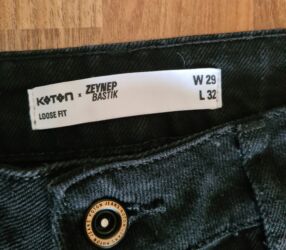 KOTON x ZEYNEP BASTIK
LOOSE FIT
W 29
L 32